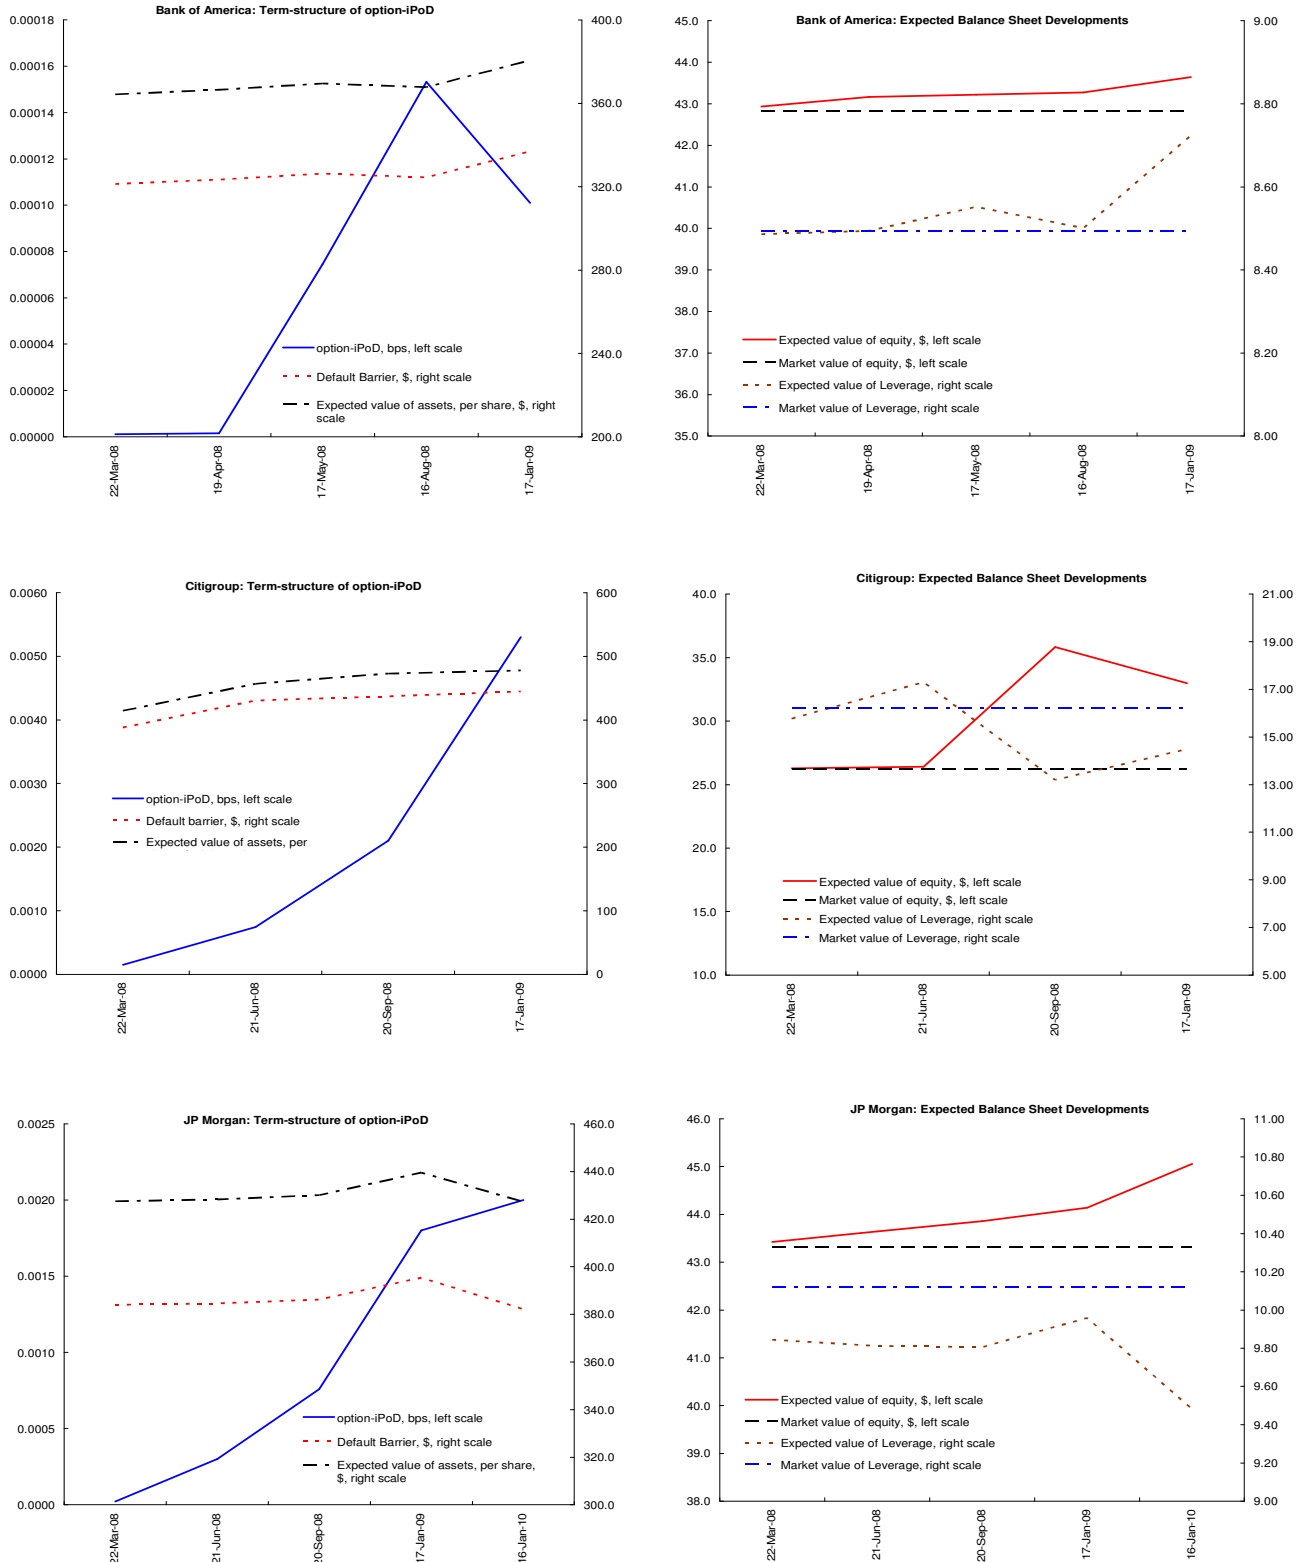 Bank of America: Term-structure of option-iPoD
0.00018
0.00016
0.00014
0.00012
0.00010
0.00008
0.00006
0.00004
0.00002
0.00000
400.0
360.0
320.0
280.0
240.0
200.0
option-iPoD, bps, left scale
Default Barrier, $, right scale
Expected value of assets, per share, $, right
scale
22-Mar-08
19-Apr-08
17-May-08
16-Aug-08
17-Jan-09
Bank of America: Expected Balance Sheet Developments
45.0
44.0
43.0
42.0
41.0
40.0
39.0
38.0
37.0
36.0
35.0
9.00
8.80
8.60
8.40
8.20
8.00
Expected value of equity, $, left scale
Market value of equity, $, left scale
Expected value of Leverage, right scale
Market value of Leverage, right scale
22-Mar-08
19-Apr-08
17-May-08
16-Aug-08
17-Jan-09
Citigroup: Term-structure of option-iPoD
0.0060
0.0050
0.0040
0.0030
0.0020
0.0010
0.0000
600
500
400
300
200
100
0
option-iPoD, bps, left scale
Default barrier, $, right scale
Expected value of assets, per
22-Mar-08
21-Jun-08
20-Sep-08
17-Jan-09
Citigroup: Expected Balance Sheet Developments
40.0
35.0
30.0
25.0
20.0
15.0
10.0
21.00
19.00
17.00
15.00
13.00
11.00
9.00
7.00
5.00
Expected value of equity, $, left scale
Market value of equity, $, left scale
Expected value of Leverage, right scale
Market value of Leverage, right scale
22-Mar-08
21-Jun-08
20-Sep-08
17-Jan-09
JP Morgan: Term-structure of option-iPoD
0.0025
0.0020
0.0015
0.0010
0.0005
0.0000
460.0
440.0
420.0
400.0
380.0
360.0
340.0
320.0
300.0
option-iPoD, bps, left scale
Default Barrier, $, right scale
Expected value of assets, per share,
$, right scale
22-Mar-08
21-Jun-08
20-Sep-08
17-Jan-09
16-Jan-10
JP Morgan: Expected Balance Sheet Developments
46.0
45.0
44.0
43.0
42.0
41.0
40.0
39.0
38.0
11.00
10.80
10.60
10.40
10.20
10.00
9.80
9.60
9.40
9.20
9.00
Expected value of equity, $, left scale
Market value of equity, $, left scale
Expected value of Leverage, right scale
Market value of Leverage, right scale
22-Mar-08
21-Jun-08
20-Sep-08
17-Jan-09
16-Jan-10